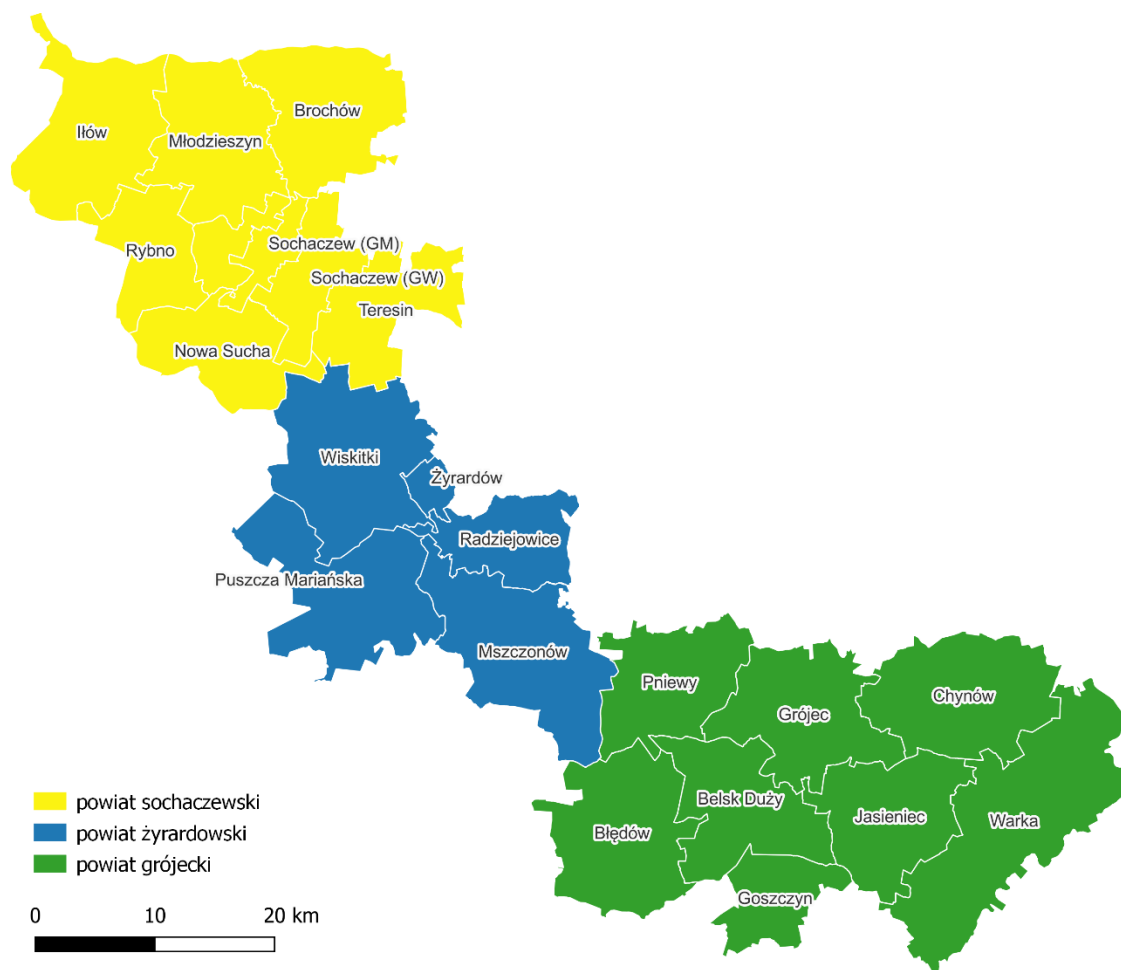 Brochów
Iłów
Młodzieszyn
Sochaczew (GM)
Rybno
Sochaczew (GW)
Teresin
Nowa Sucha
Wiskitki
Żyrardów
Radziejowice
Puszcza Mariańska
Mszczonów
Pniewy
Chynów
Grójec
Belsk Duży
Jasieniec
Warka
Błędów
Goszczyn
powiat sochaczewski
powiat żyrardowski
powiat grójecki
0 10 20 km